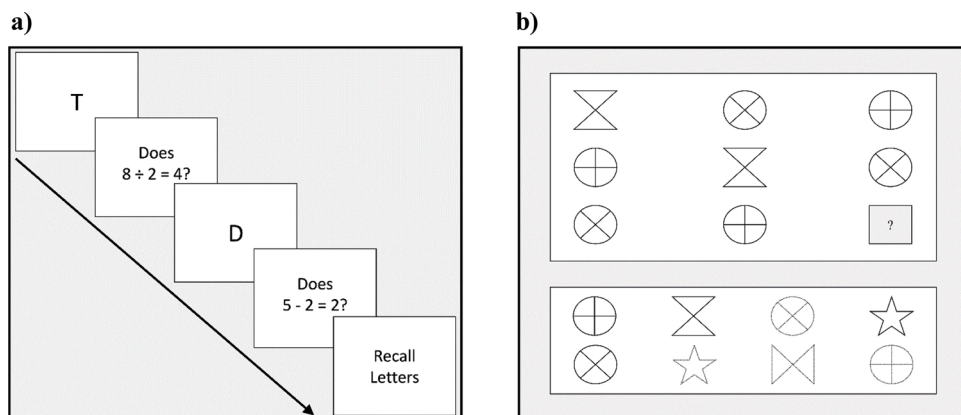 a)
T
Does
8 ÷ 2 = 4?
D
Does
5 - 2 = 2?
Recall
Letters
b)
?